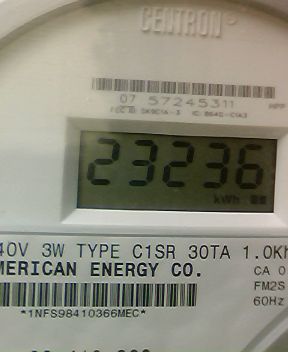 CENTRON®
07 57245311
23236
kWh
40V 3W TYPE C1SR 30TA 1.0Kh
MERICAN ENERGY CO.
CA 0
FM2S
60Hz
*1NFS98410366MEC*